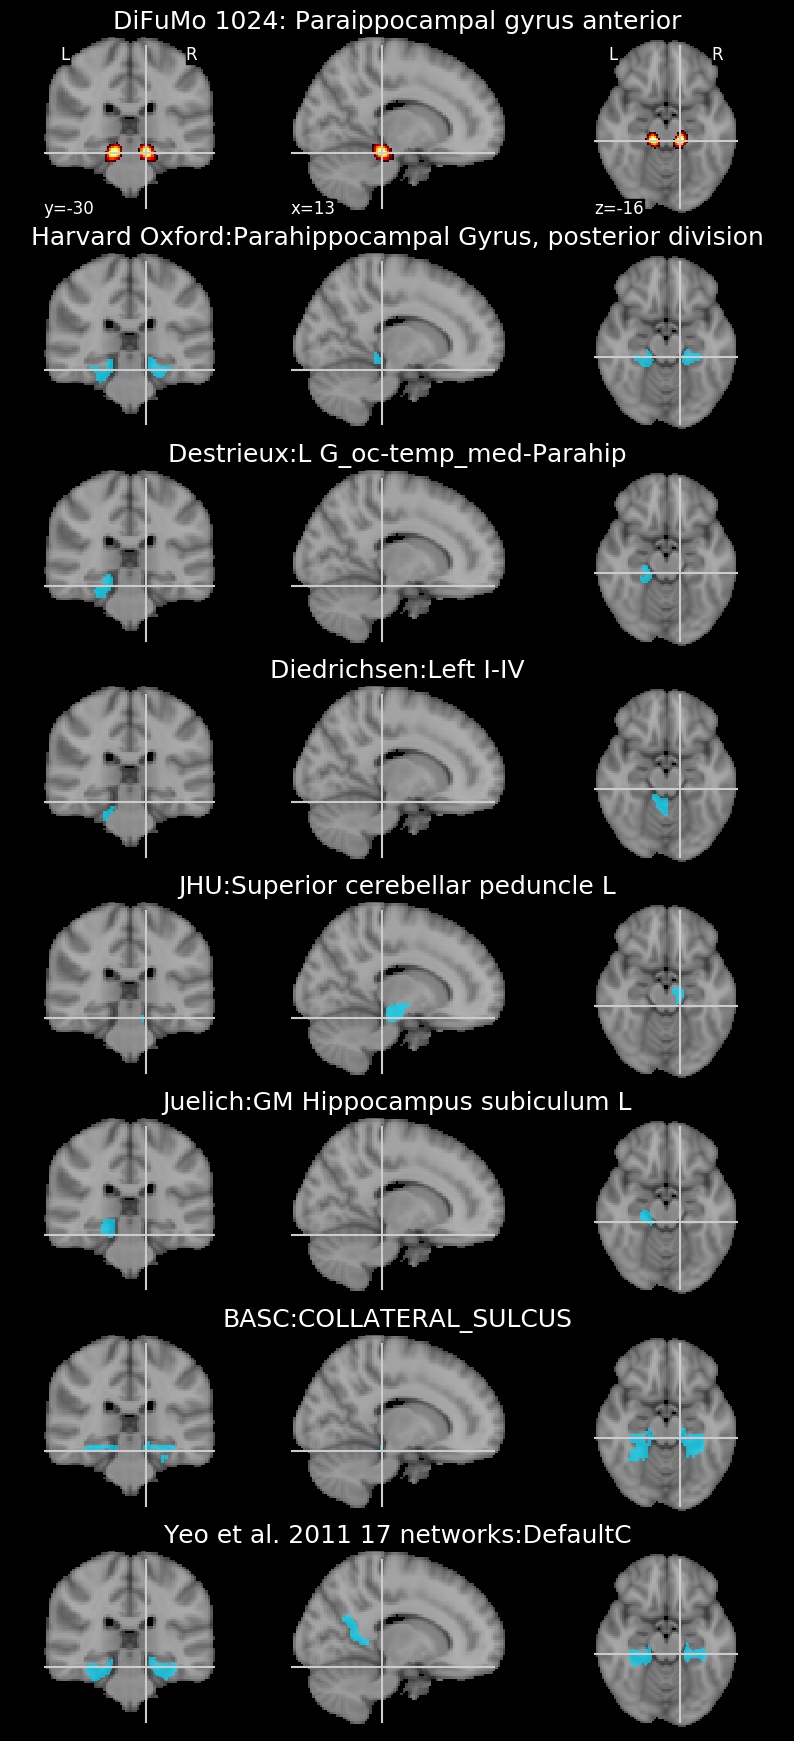 DiFuMo 1024: Paraippocampal gyrus anterior
L R L R
y=-30 x=13 z=-16
Harvard Oxford:Parahippocampal Gyrus, posterior division
Destrieux:L G_oc-temp_med-Parahip
Diedrichsen:Left I-IV
JHU:Superior cerebellar peduncle L
Juelich:GM Hippocampus subiculum L
BASC:COLLATERAL_SULCUS
Yeo et al. 2011 17 networks:DefaultC